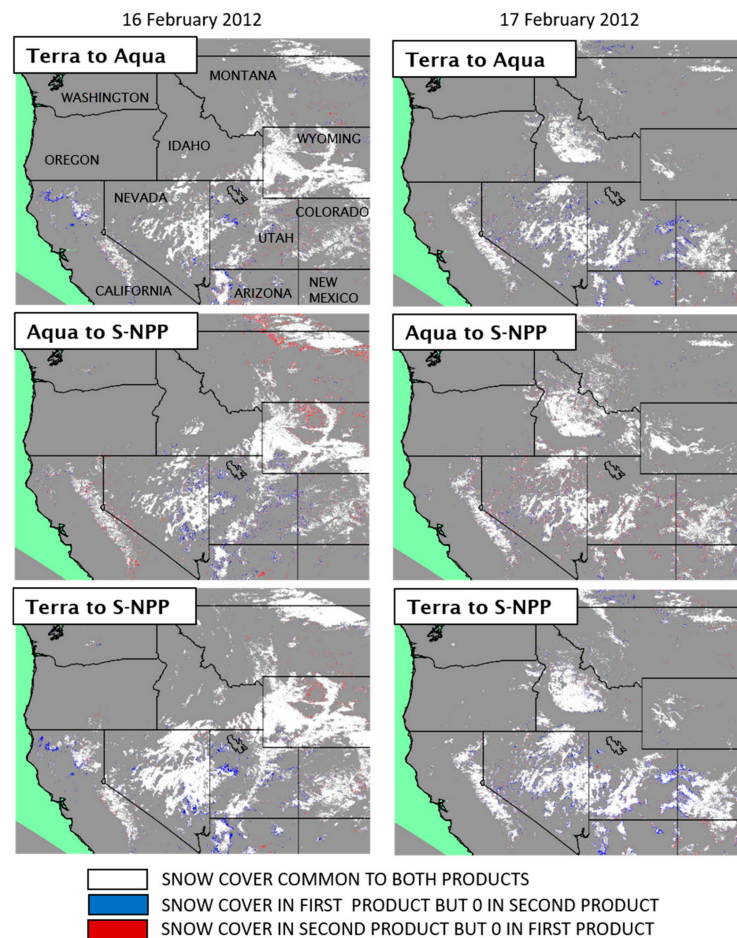 16 February 2012
17 February 2012
Terra to Aqua
Terra to Aqua
MONTANA
WASHINGTON
IDAHO
WYOMING
OREGON
NEVADA
COLORADO
UTAH
CALIFORNIA
ARIZONA
NEW
MEXICO
Aqua to S-NPP
Aqua to S-NPP
Terra to S-NPP
Terra to S-NPP
SNOW COVER COMMON TO BOTH PRODUCTS
SNOW COVER IN FIRST PRODUCT BUT 0 IN SECOND PRODUCT
SNOW COVER IN SECOND PRODUCT BUT 0 IN FIRST PRODUCT